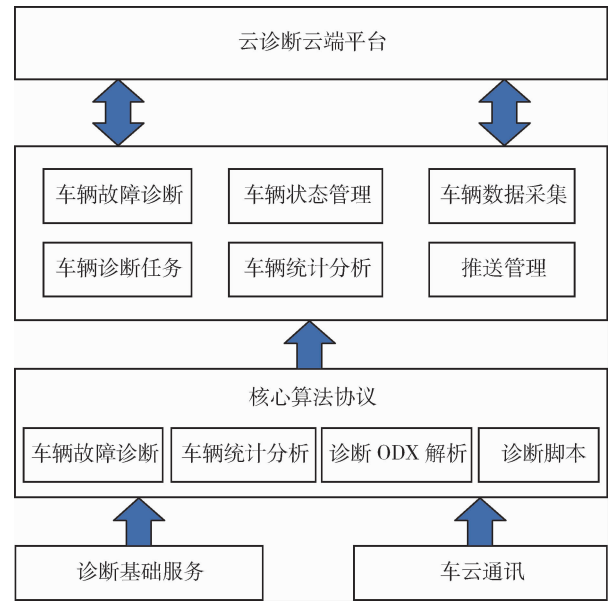 云诊断云端平台
车辆故障诊断
车辆状态管理
车辆数据采集
车辆诊断任务
车辆统计分析
推送管理
核心算法协议
车辆故障诊断
车辆统计分析
诊断 ODX 解析
诊断脚本
诊断基础服务
车云通讯